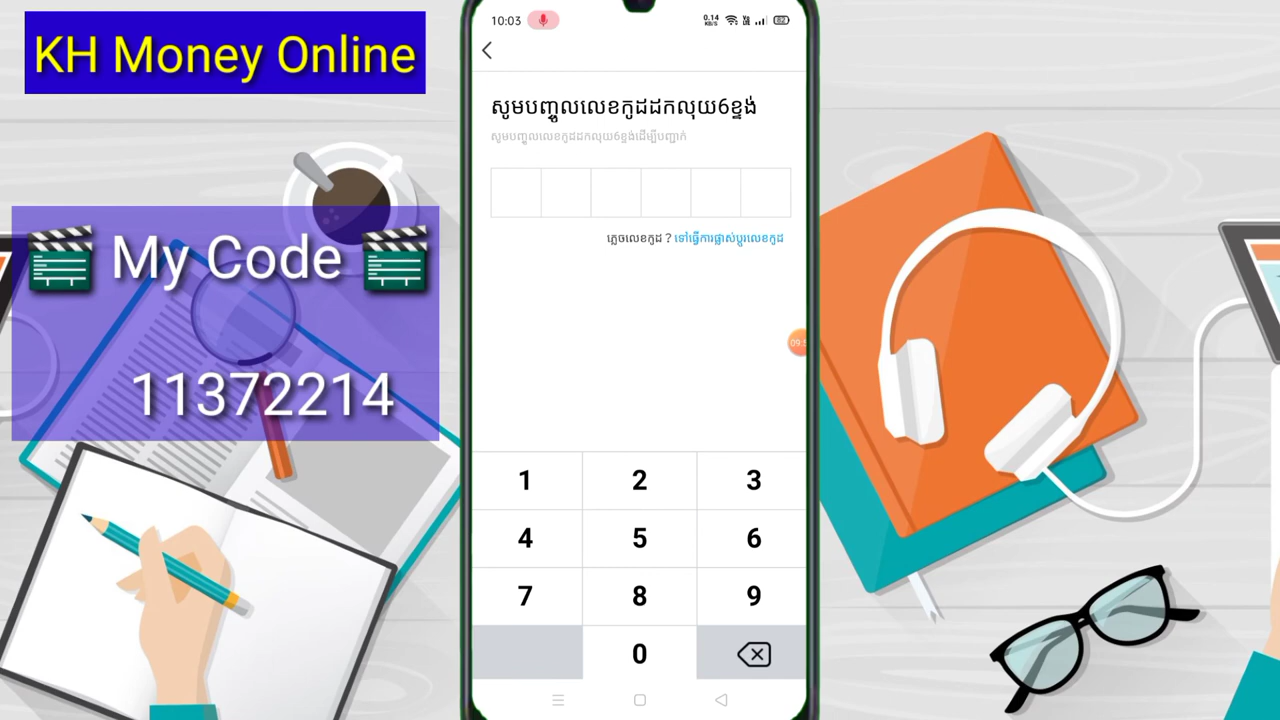 KH Money Online
🎬 My Code 🎬
11372214
10:03
0.14
KB/S
82
សូមបញ្ចូលលេខកូដដកលុយ6ខ្ទង់
សូមបញ្ចូលលេខកូដដកលុយ6ខ្ទង់ដើម្បីបញ្ជាក់
ភ្លេចលេខកូដ ? ទៅធ្វើការផ្លាស់ប្តូរលេខកូដ
1 2 3
4 5 6
7 8 9
0